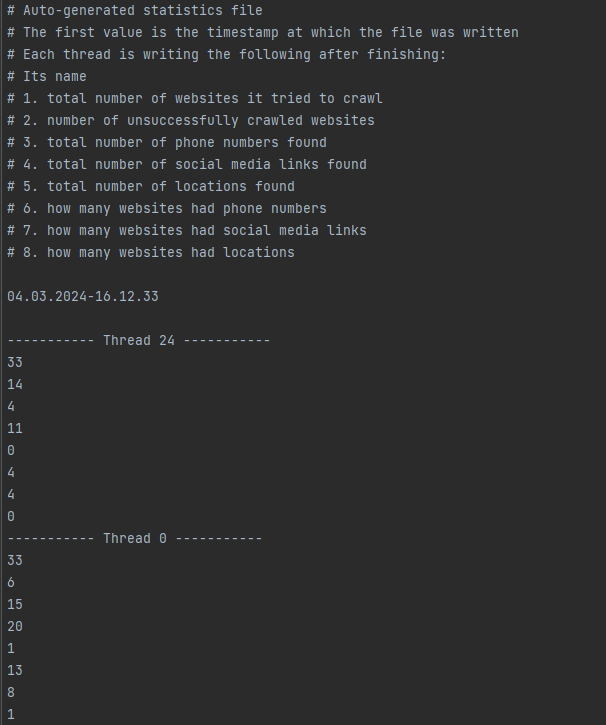 # Auto-generated statistics file
# The first value is the timestamp at which the file was written
# Each thread is writing the following after finishing:
# Its name
# 1. total number of websites it tried to crawl
# 2. number of unsuccessfully crawled websites
# 3. total number of phone numbers found
# 4. total number of social media links found
# 5. total number of locations found
# 6. how many websites had phone numbers
# 7. how many websites had social media links
# 8. how many websites had locations
04.03.2024-16.12.33
----------- Thread 24 -----------
33
14
4
11
0
4
4
0
----------- Thread 0 -----------
33
6
15
20
1
13
8
1